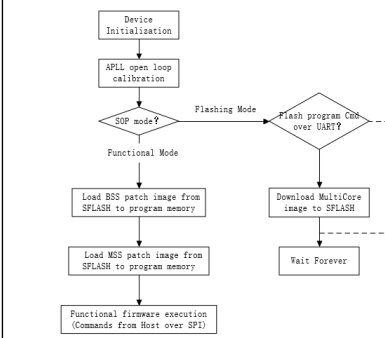 Device
Initialization
APLL open loop
calibration
SOP mode?
Flashing Mode
Flash program Cmd
over UART?
Functional Mode
Load BSS patch image from
SFLASH to program memory
Download MultiCore
image to SFLASH
Load MSS patch image from
SFLASH to program memory
Wait Forever
Functional firmware execution
(Commands from Host over SPI)